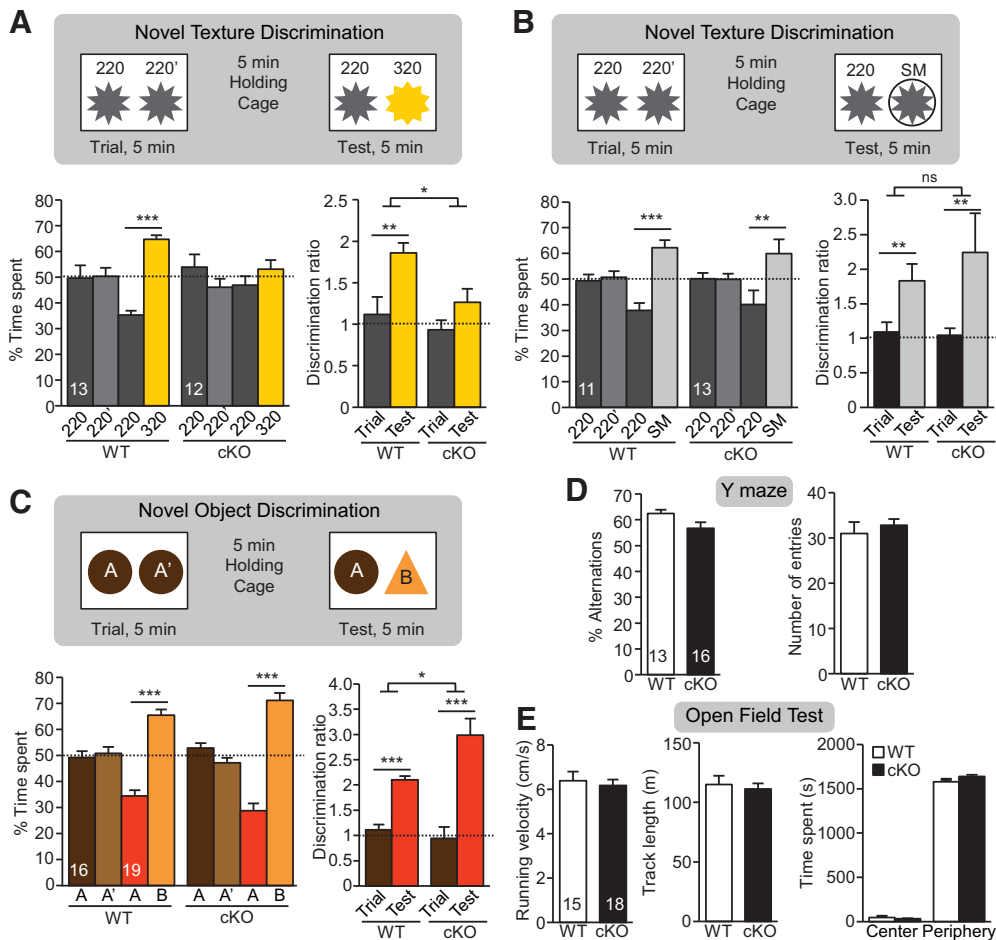 A
Novel Texture Discrimination
220 220' 5 min Holding Cage 220 320
Trial, 5 min Test, 5 min
% Time spent
80
70
60
50
40
30
20
10
0
***
13 12
220 220' 220 320 220 220' 220 320
WT cKO
Discrimination ratio
2.5
2
1.5
1
0.5
0
** *
Trial Test Trial Test
WT cKO
B
Novel Texture Discrimination
220 220' 5 min Holding Cage 220 SM
Trial, 5 min Test, 5 min
% Time spent
80
70
60
50
40
30
20
10
0
*** **
11 13
220 220' 220 SM 220 220' 220 SM
WT cKO
Discrimination ratio
3.0
2.5
2.0
1.5
1
0.5
0
ns
** **
Trial Test Trial Test
WT cKO
C
Novel Object Discrimination
A A' 5 min Holding Cage A B
Trial, 5 min Test, 5 min
% Time spent
80
70
60
50
40
30
20
10
0
*** ***
16 19
A A' A B A A' A B
WT cKO
Discrimination ratio
4.0
3.5
3.0
2.5
2.0
1.5
1
0.5
0
*
*** ***
Trial Test Trial Test
WT cKO
D
Y maze
% Alternations
70
60
50
40
30
20
10
0
13 16
WT cKO
Number of entries
40
30
20
10
0
WT cKO
E
Open Field Test
Running velocity (cm/s)
8
6
4
2
0
15 18
WT cKO
Track length (m)
150
100
50
0
WT cKO
Time spent (s)
2000
1500
1000
500
0
WT
cKO
Center Periphery